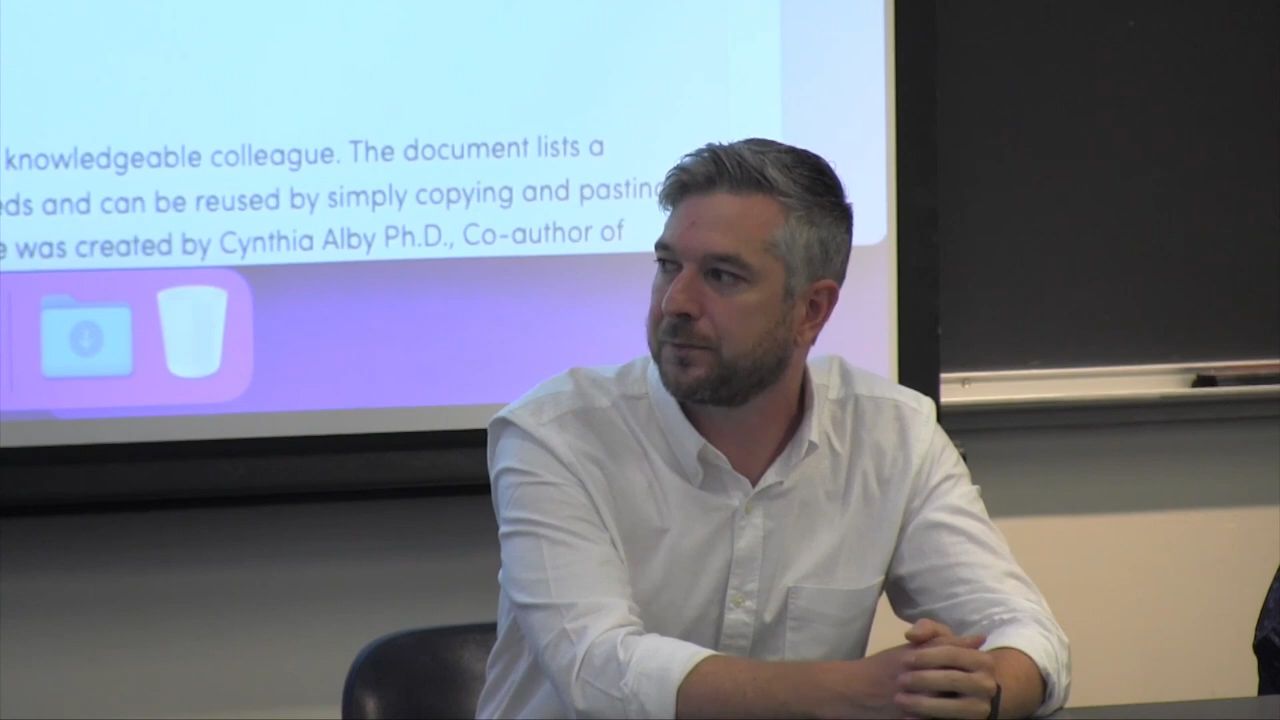 knowledgeable colleague. The document lists a
eds and can be reused by simply copying and pasting
e was created by Cynthia Alby Ph.D., Co-author of